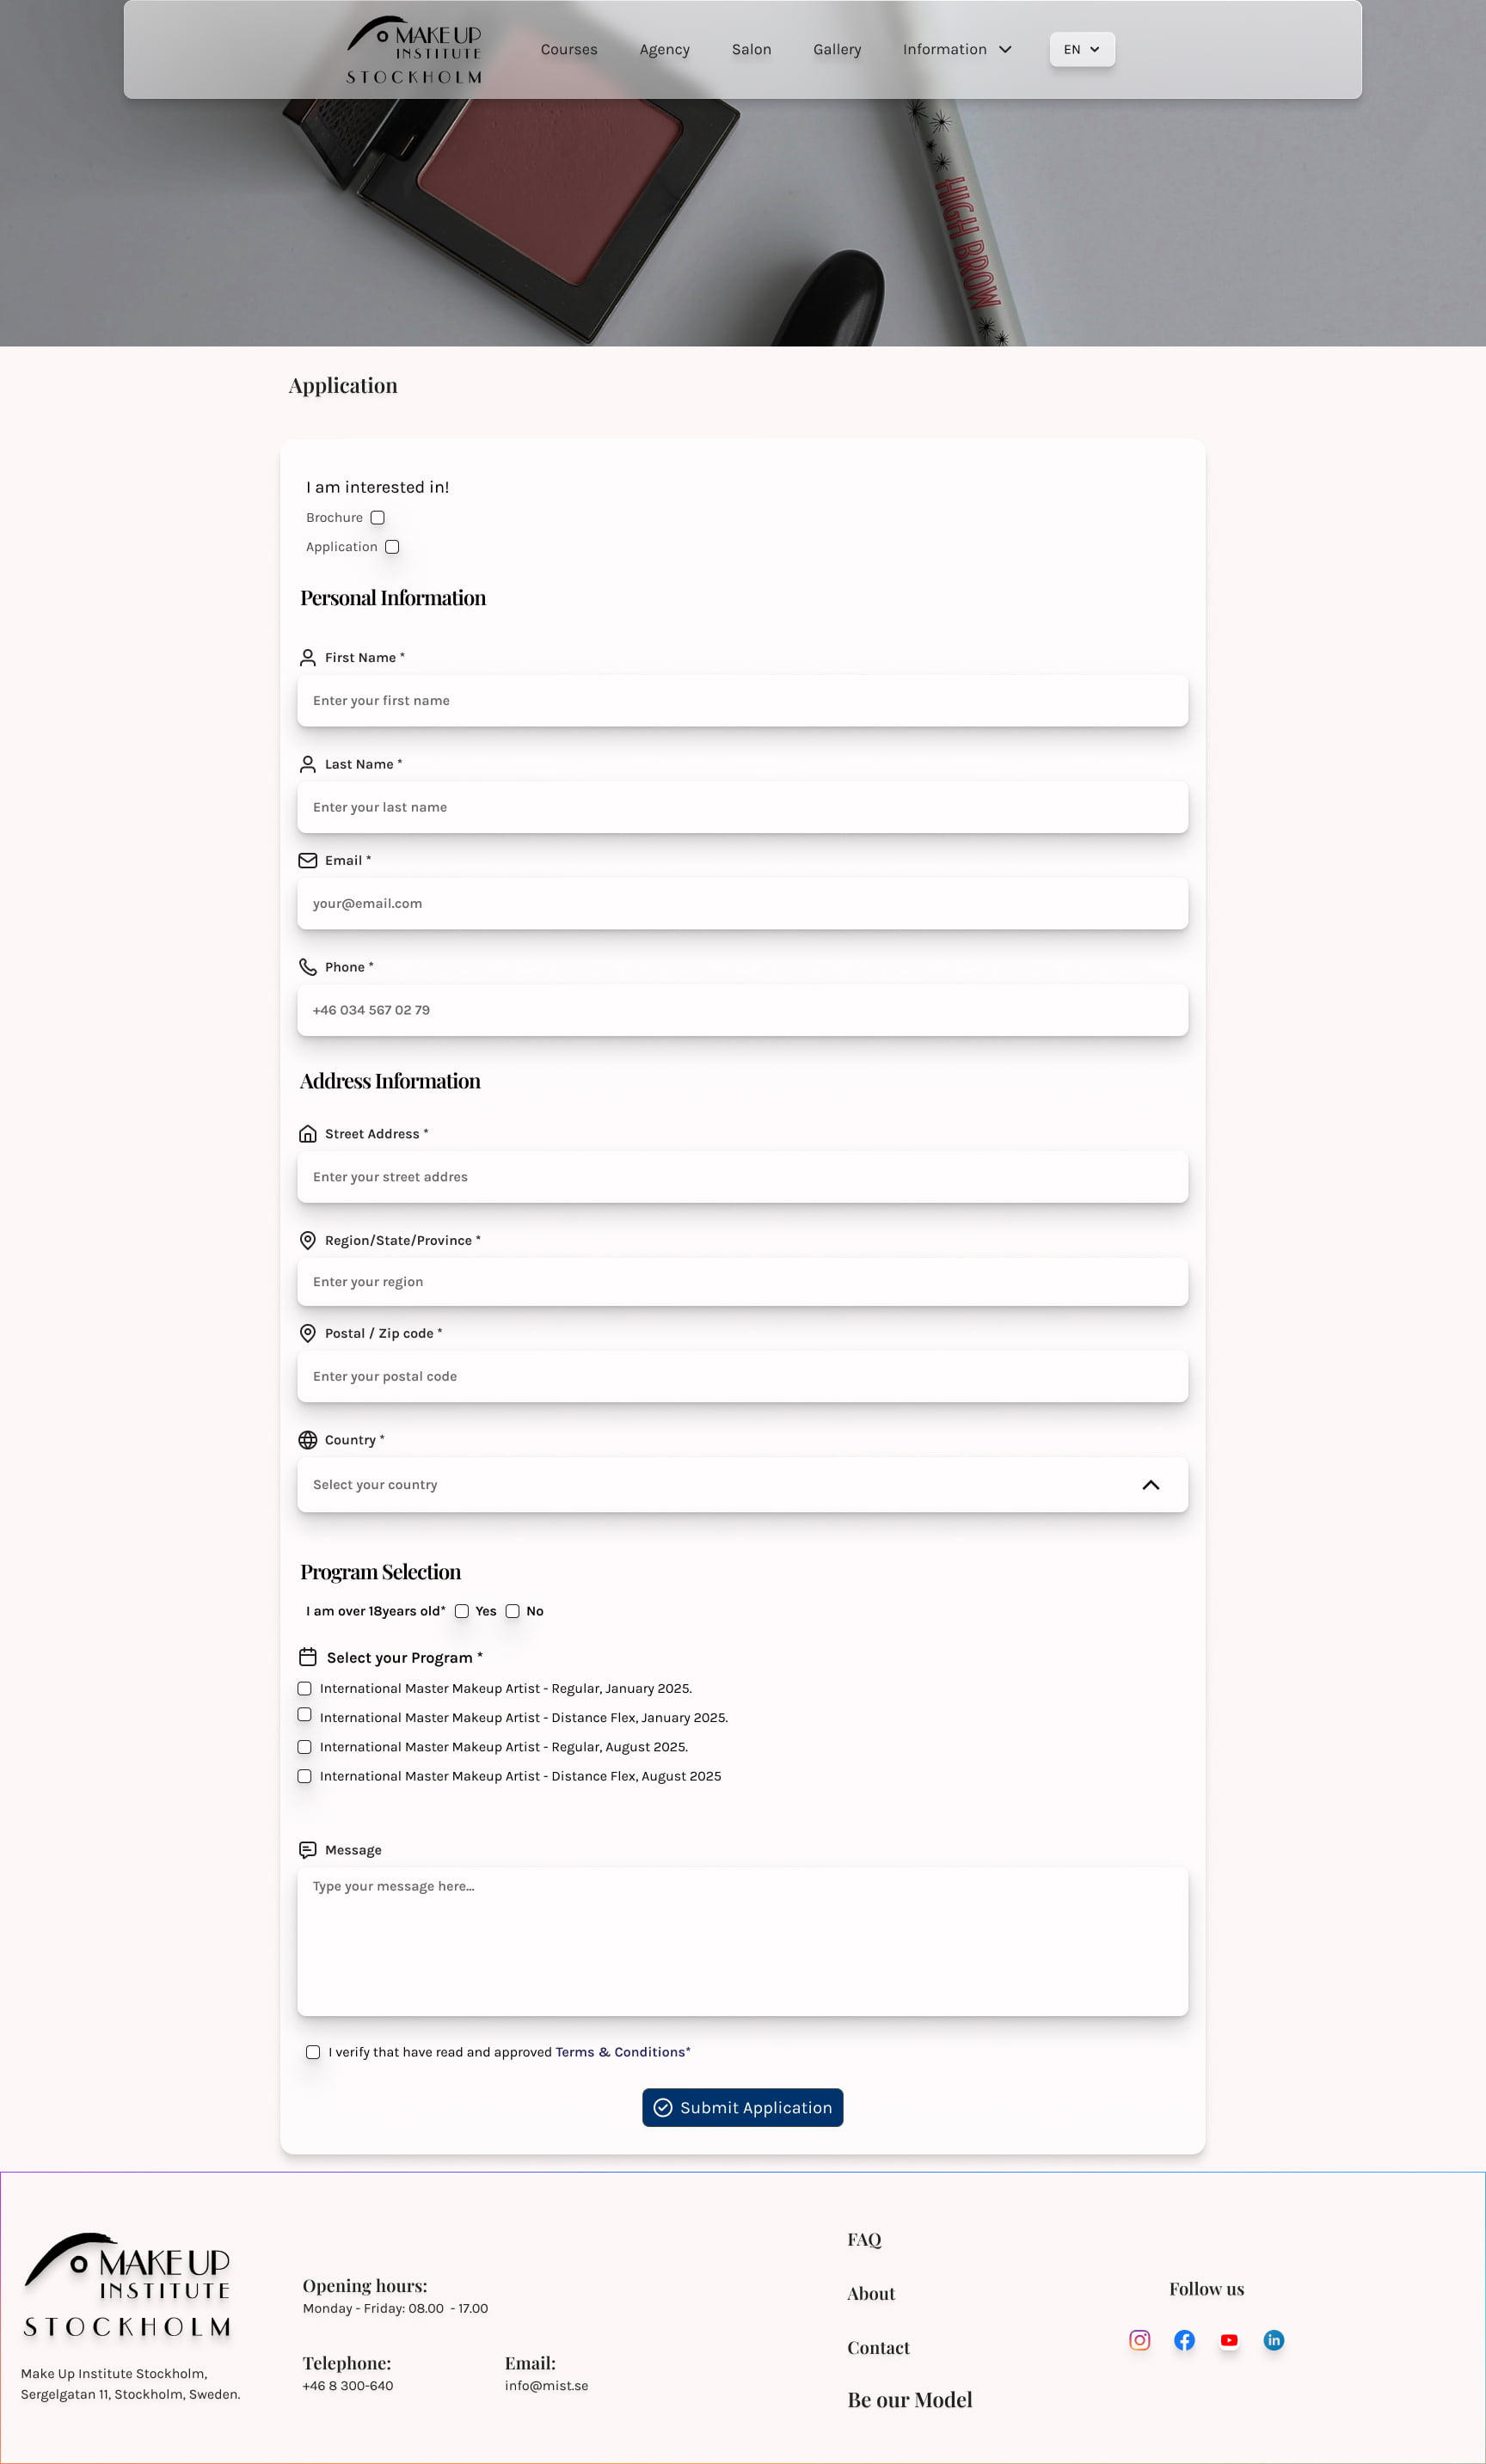 MAKE UP
INSTITUTE
STOCKHOLM
Courses
Agency
Salon
Gallery
Information
EN
HIGH BROW
Application
I am interested in!
Brochure
Application
Personal Information
First Name *
Enter your first name
Last Name *
Enter your last name
Email *
your@email.com
Phone *
+46 034 567 02 79
Address Information
Street Address *
Enter your street addres
Region/State/Province *
Enter your region
Postal / Zip code *
Enter your postal code
Country *
Select your country
Program Selection
I am over 18years old* Yes No
Select your Program *
International Master Makeup Artist - Regular, January 2025.
International Master Makeup Artist - Distance Flex, January 2025.
International Master Makeup Artist - Regular, August 2025.
International Master Makeup Artist - Distance Flex, August 2025
Message
Type your message here...
I verify that have read and approved Terms & Conditions*
Submit Application
MAKE UP
INSTITUTE
STOCKHOLM
Make Up Institute Stockholm,
Sergelgatan 11, Stockholm, Sweden.
Opening hours:
Monday - Friday: 08.00 - 17.00
Telephone:
+46 8 300-640
Email:
info@mist.se
FAQ
About
Contact
Be our Model
Follow us
in